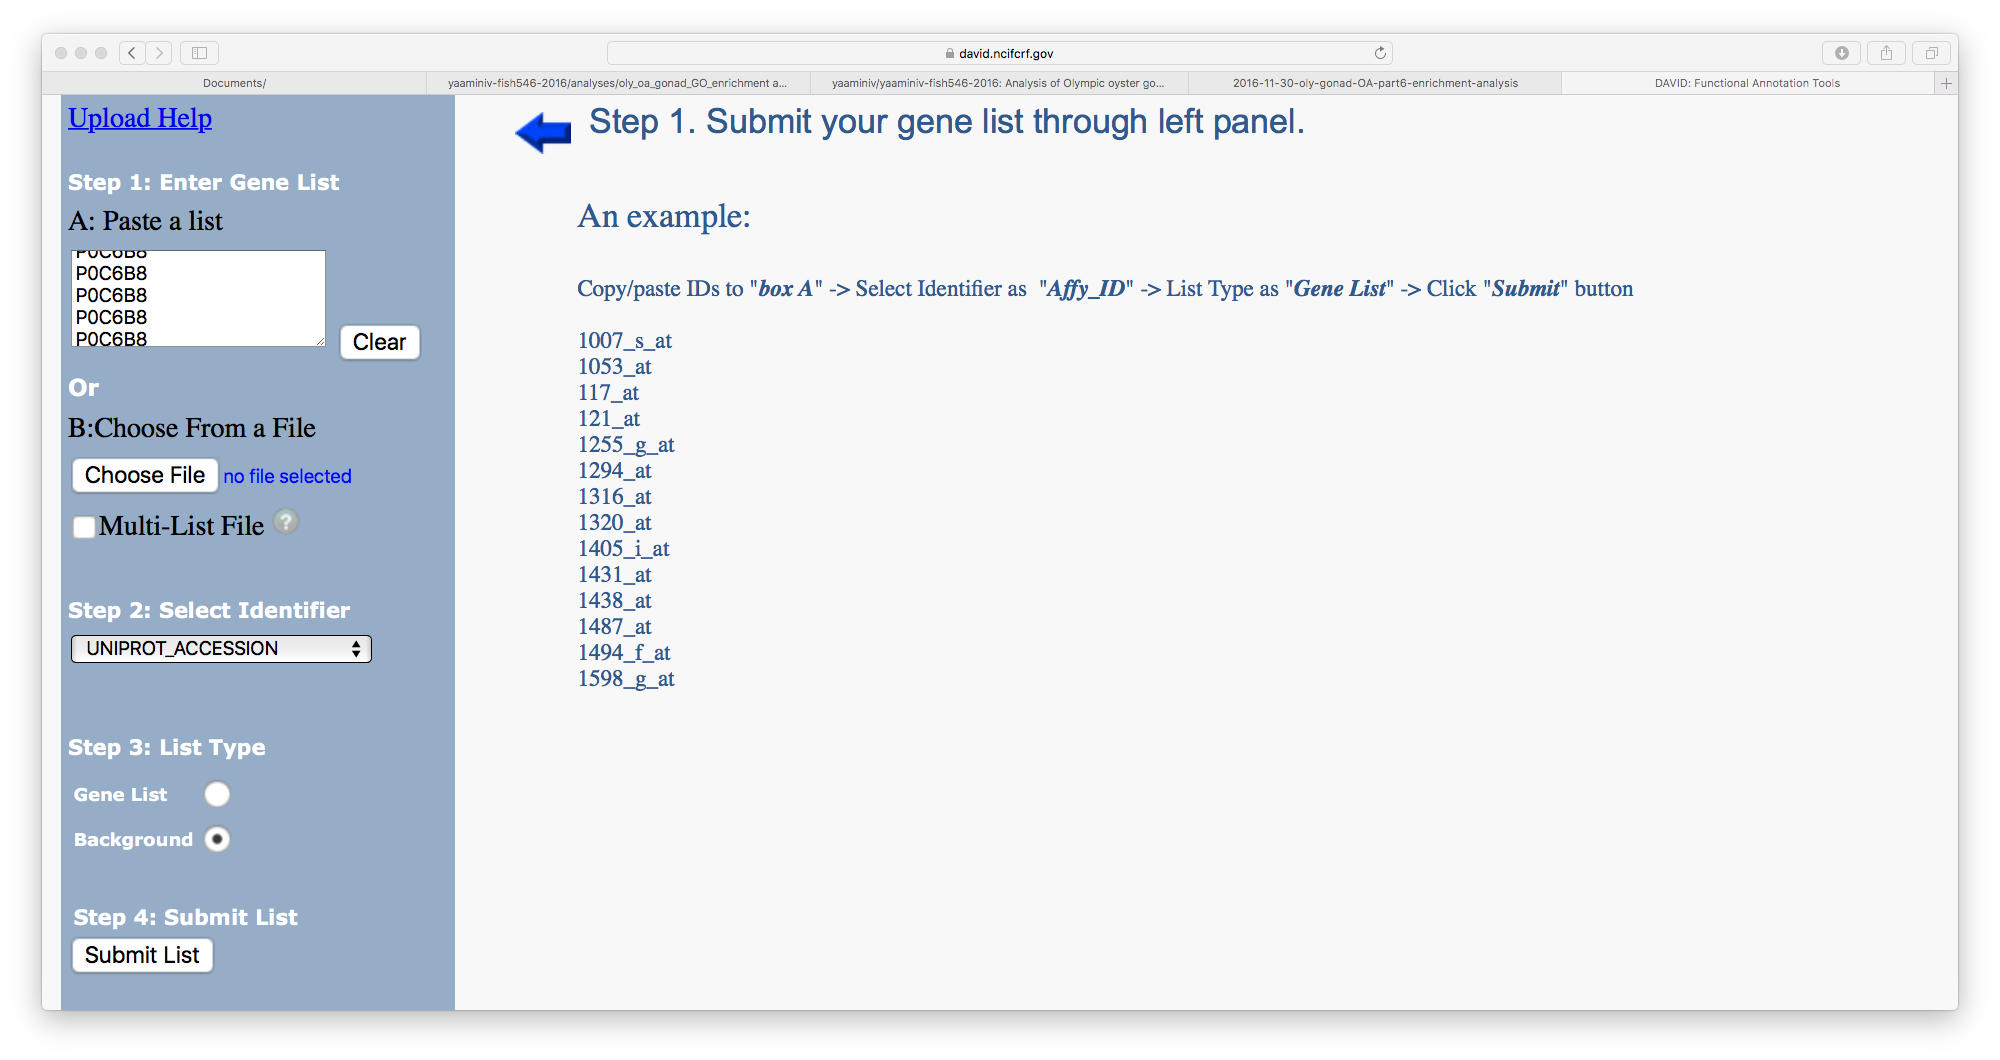 david.ncifcrf.gov
Documents/
yaaminiv-fish546-2016/analyses/oly_oa_gonad_GO_enrichment a...
yaaminiv/yaaminiv-fish546-2016: Analysis of Olympic oyster go...
2016-11-30-oly-gonad-OA-part6-enrichment-analysis
DAVID: Functional Annotation Tools
Upload Help
Step 1: Enter Gene List
A: Paste a list
P0C6B8
P0C6B8
P0C6B8
P0C6B8
P0C6B8
Clear
Or
B:Choose From a File
Choose File no file selected
Multi-List File ?
Step 2: Select Identifier
UNIPROT_ACCESSION
Step 3: List Type
Gene List
Background
Step 4: Submit List
Submit List
Step 1. Submit your gene list through left panel.
An example:
Copy/paste IDs to "box A" -> Select Identifier as "Affy_ID" -> List Type as "Gene List" -> Click "Submit" button
1007_s_at
1053_at
117_at
121_at
1255_g_at
1294_at
1316_at
1320_at
1405_i_at
1431_at
1438_at
1487_at
1494_f_at
1598_g_at